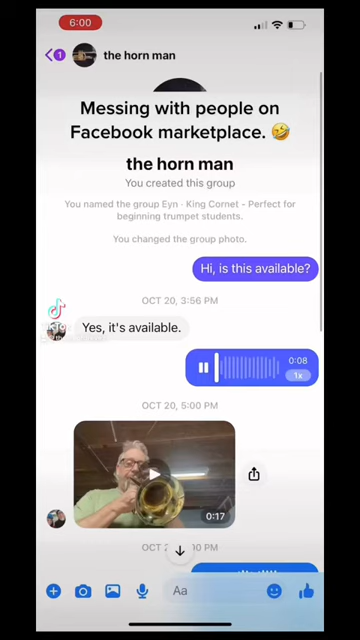 6:00
1
the horn man
Messing with people on
Facebook marketplace. 🤣
the horn man
You created this group
You named the group Eyn · King Cornet - Perfect for
beginning trumpet students.
You changed the group photo.
Hi, is this available?
OCT 20, 3:56 PM
Yes, it's available.
0:08
1x
OCT 20, 5:00 PM
0:17
Aa